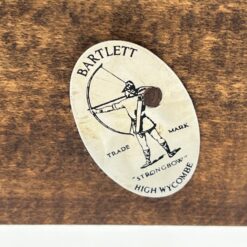 BARTLETT
TRADE MARK
"STRONGBOW"
HIGH WYCOMBE